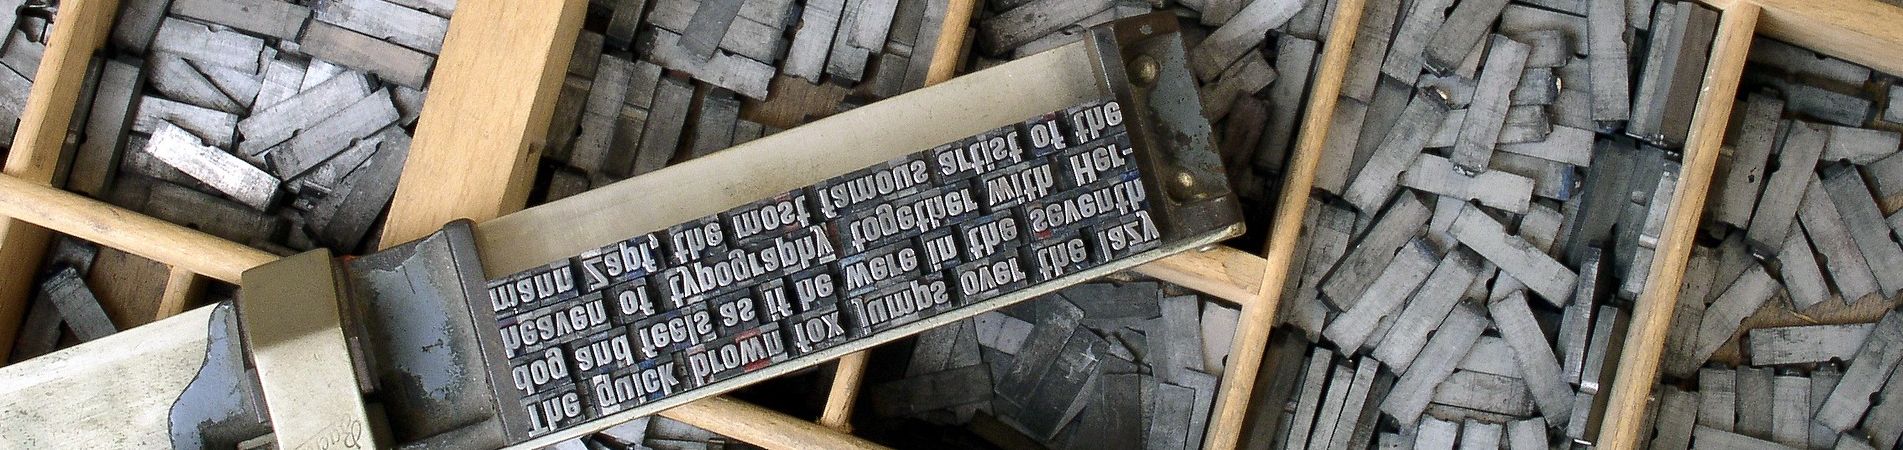 The quick brown fox jumps over the lazy
dog and feels as if he were in the seventh
heaven of typography together with Her-
mann Zapf, the most famous artist of the